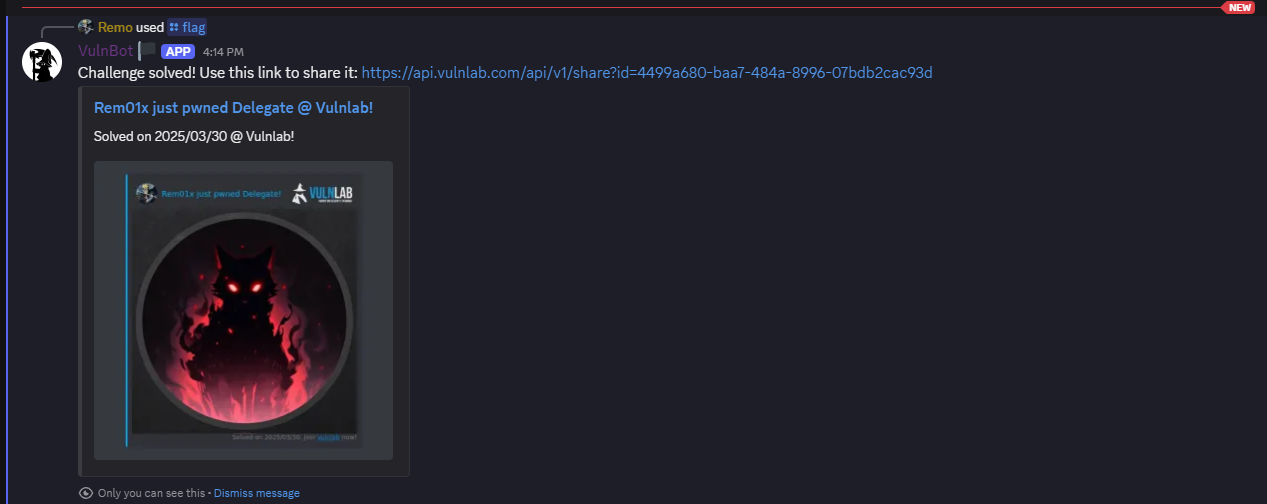 NEW
Remo used flag
VulnBot APP 4:14 PM
Challenge solved! Use this link to share it: https://api.vulnlab.com/api/v1/share?id=4499a680-baa7-484a-8996-07bdb2cac93d
Rem01x just pwned Delegate @ Vulnlab!
Solved on 2025/03/30 @ Vulnlab!
Rem01x just pwned Delegate! VULNLAB
Solved on 2025/03/30, join vulnlab now!
Only you can see this • Dismiss message